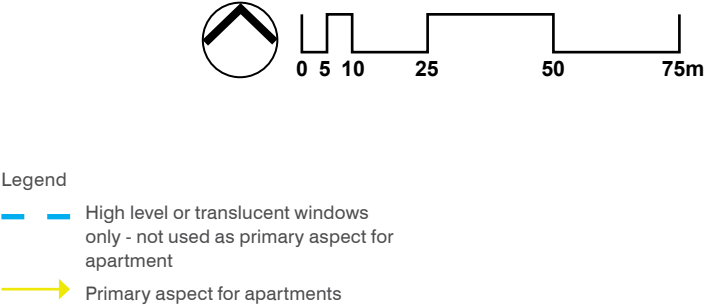 0 5 10 25 50 75m
Legend
High level or translucent windows
only - not used as primary aspect for
apartment
Primary aspect for apartments